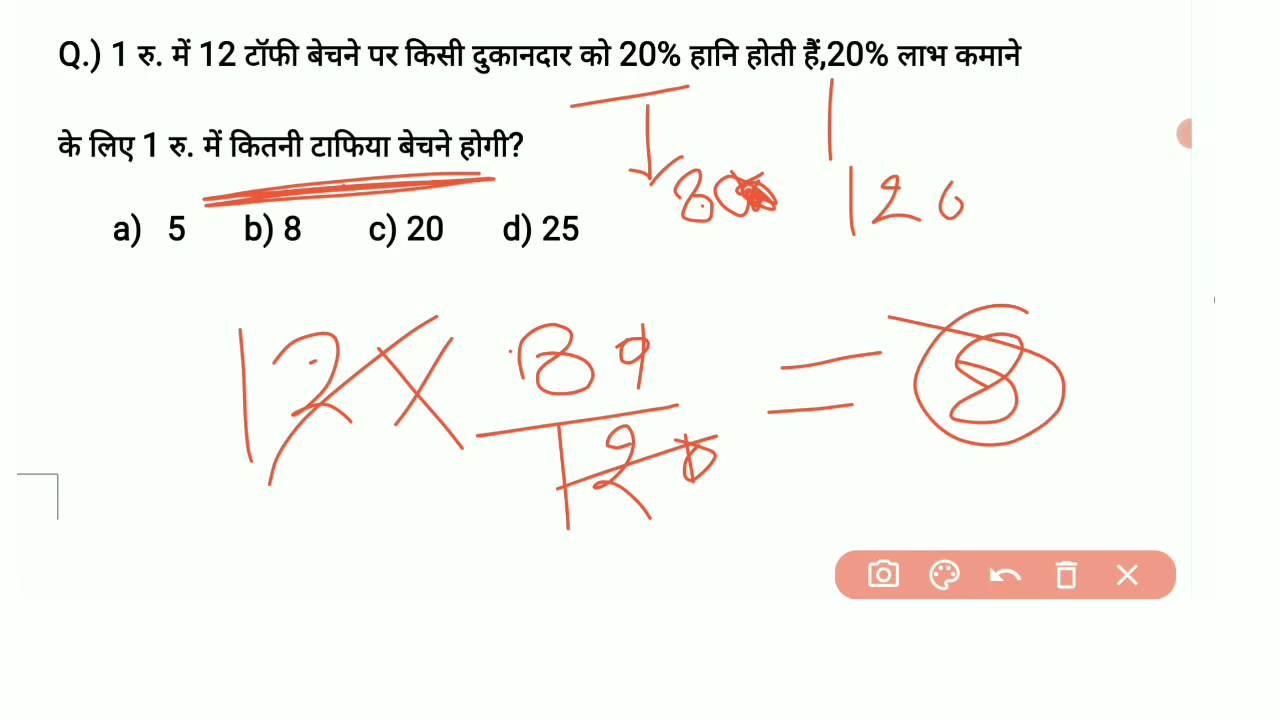 Q.) 1 रु. में 12 टॉफी बेचने पर किसी दुकानदार को 20% हानि होती हैं,20% लाभ कमाने
के लिए 1 रु. में कितनी टाफिया बेचने होगी?
80 120
a) 5 b) 8 c) 20 d) 25
12 × 80 = 8
120